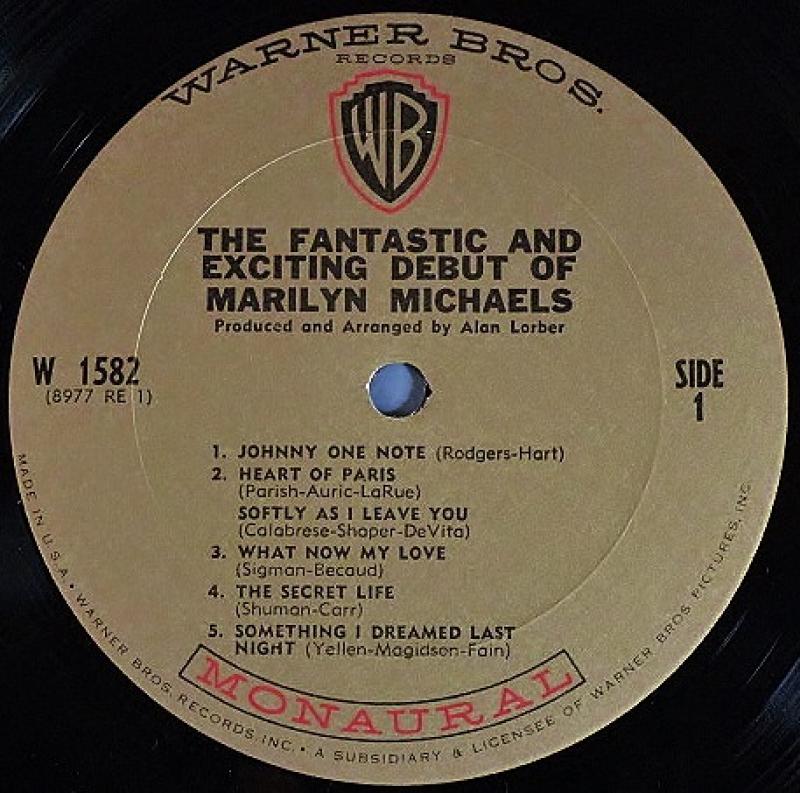 WARNER BROS.
RECORDS
WB
THE FANTASTIC AND
EXCITING DEBUT OF
MARILYN MICHAELS
Produced and Arranged by Alan Lorber
W 1582
(8977 RE 1)
SIDE
1
1. JOHNNY ONE NOTE (Rodgers-Hart)
2. HEART OF PARIS
(Parish-Auric-LaRue)
SOFTLY AS I LEAVE YOU
(Calabrese-Shaper-DeVita)
3. WHAT NOW MY LOVE
(Sigman-Becaud)
4. THE SECRET LIFE
(Shuman-Carr)
5. SOMETHING I DREAMED LAST
NIGHT (Yellen-Magidson-Fain)
MONAURAL
MADE IN U.S.A. • WARNER BROS. RECORDS, INC. • A SUBSIDIARY & LICENSEE OF WARNER BROS. PICTURES, INC.